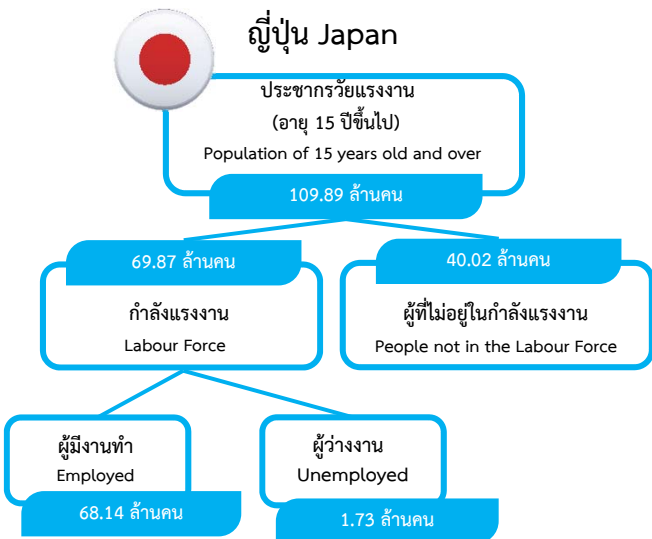 ญี่ปุ่น Japan
ประชากรวัยแรงงาน
(อายุ 15 ปีขึ้นไป)
Population of 15 years old and over
109.89 ล้านคน
69.87 ล้านคน
กำลังแรงงาน
Labour Force
40.02 ล้านคน
ผู้ที่ไม่อยู่ในกำลังแรงงาน
People not in the Labour Force
ผู้มีงานทำ
Employed
68.14 ล้านคน
ผู้ว่างงาน
Unemployed
1.73 ล้านคน